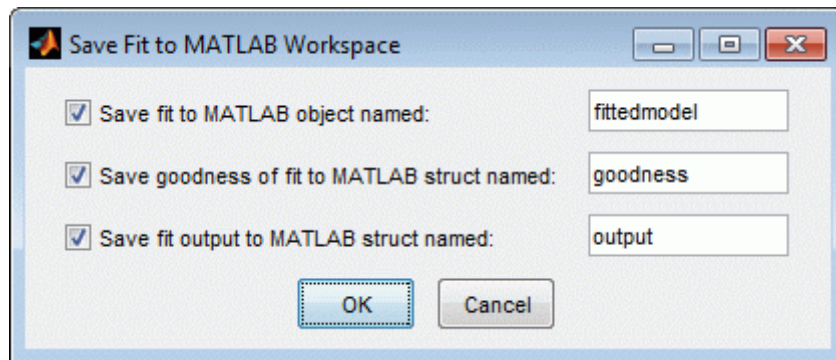 Save Fit to MATLAB Workspace
Save fit to MATLAB object named: fittedmodel
Save goodness of fit to MATLAB struct named: goodness
Save fit output to MATLAB struct named: output
OK Cancel